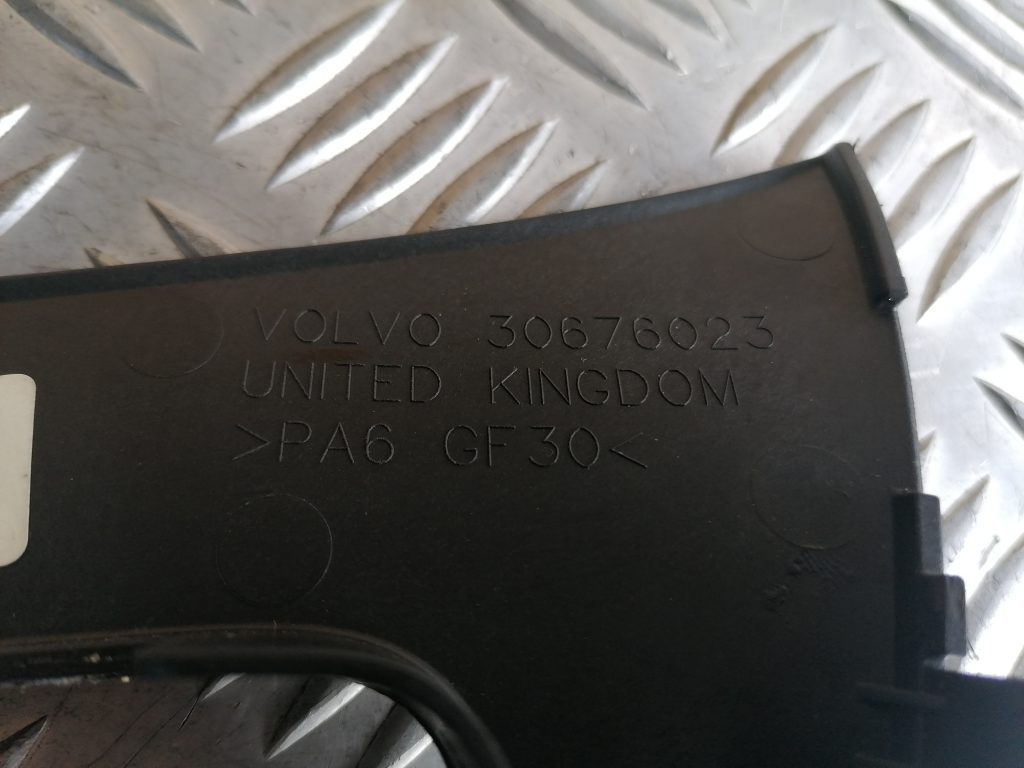 VOLVO 30676023
UNITED KINGDOM
>PA6 GF30<